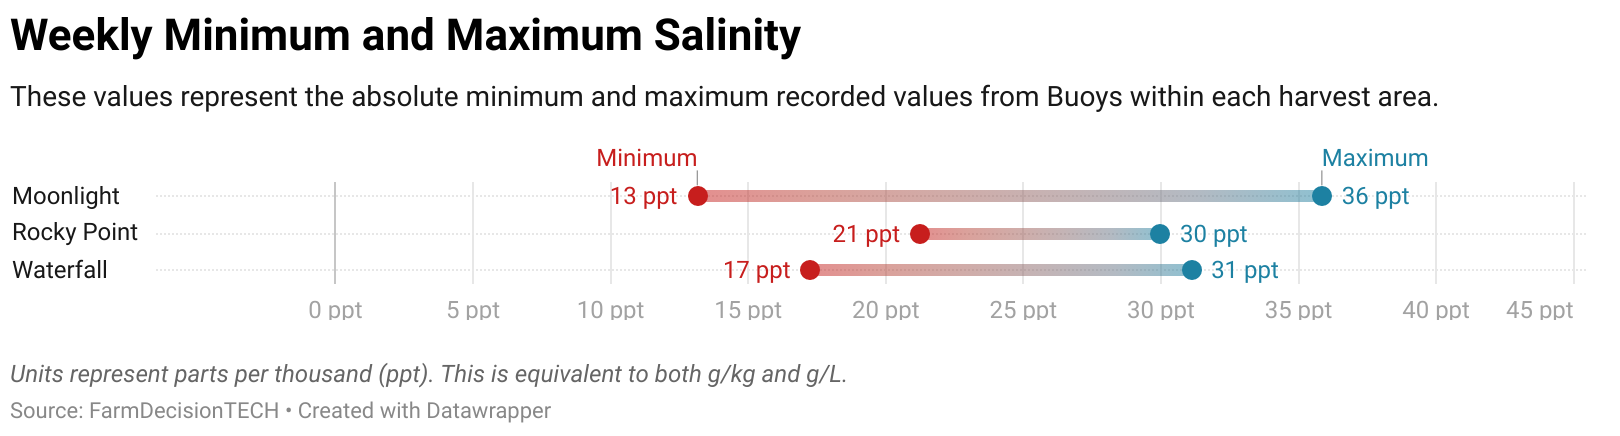 Weekly Minimum and Maximum Salinity
These values represent the absolute minimum and maximum recorded values from Buoys within each harvest area.
Minimum Maximum
Moonlight 13 ppt 36 ppt
Rocky Point 21 ppt 30 ppt
Waterfall 17 ppt 31 ppt
0 ppt 5 ppt 10 ppt 15 ppt 20 ppt 25 ppt 30 ppt 35 ppt 40 ppt 45 ppt
Units represent parts per thousand (ppt). This is equivalent to both g/kg and g/L.
Source: FarmDecisionTECH • Created with Datawrapper